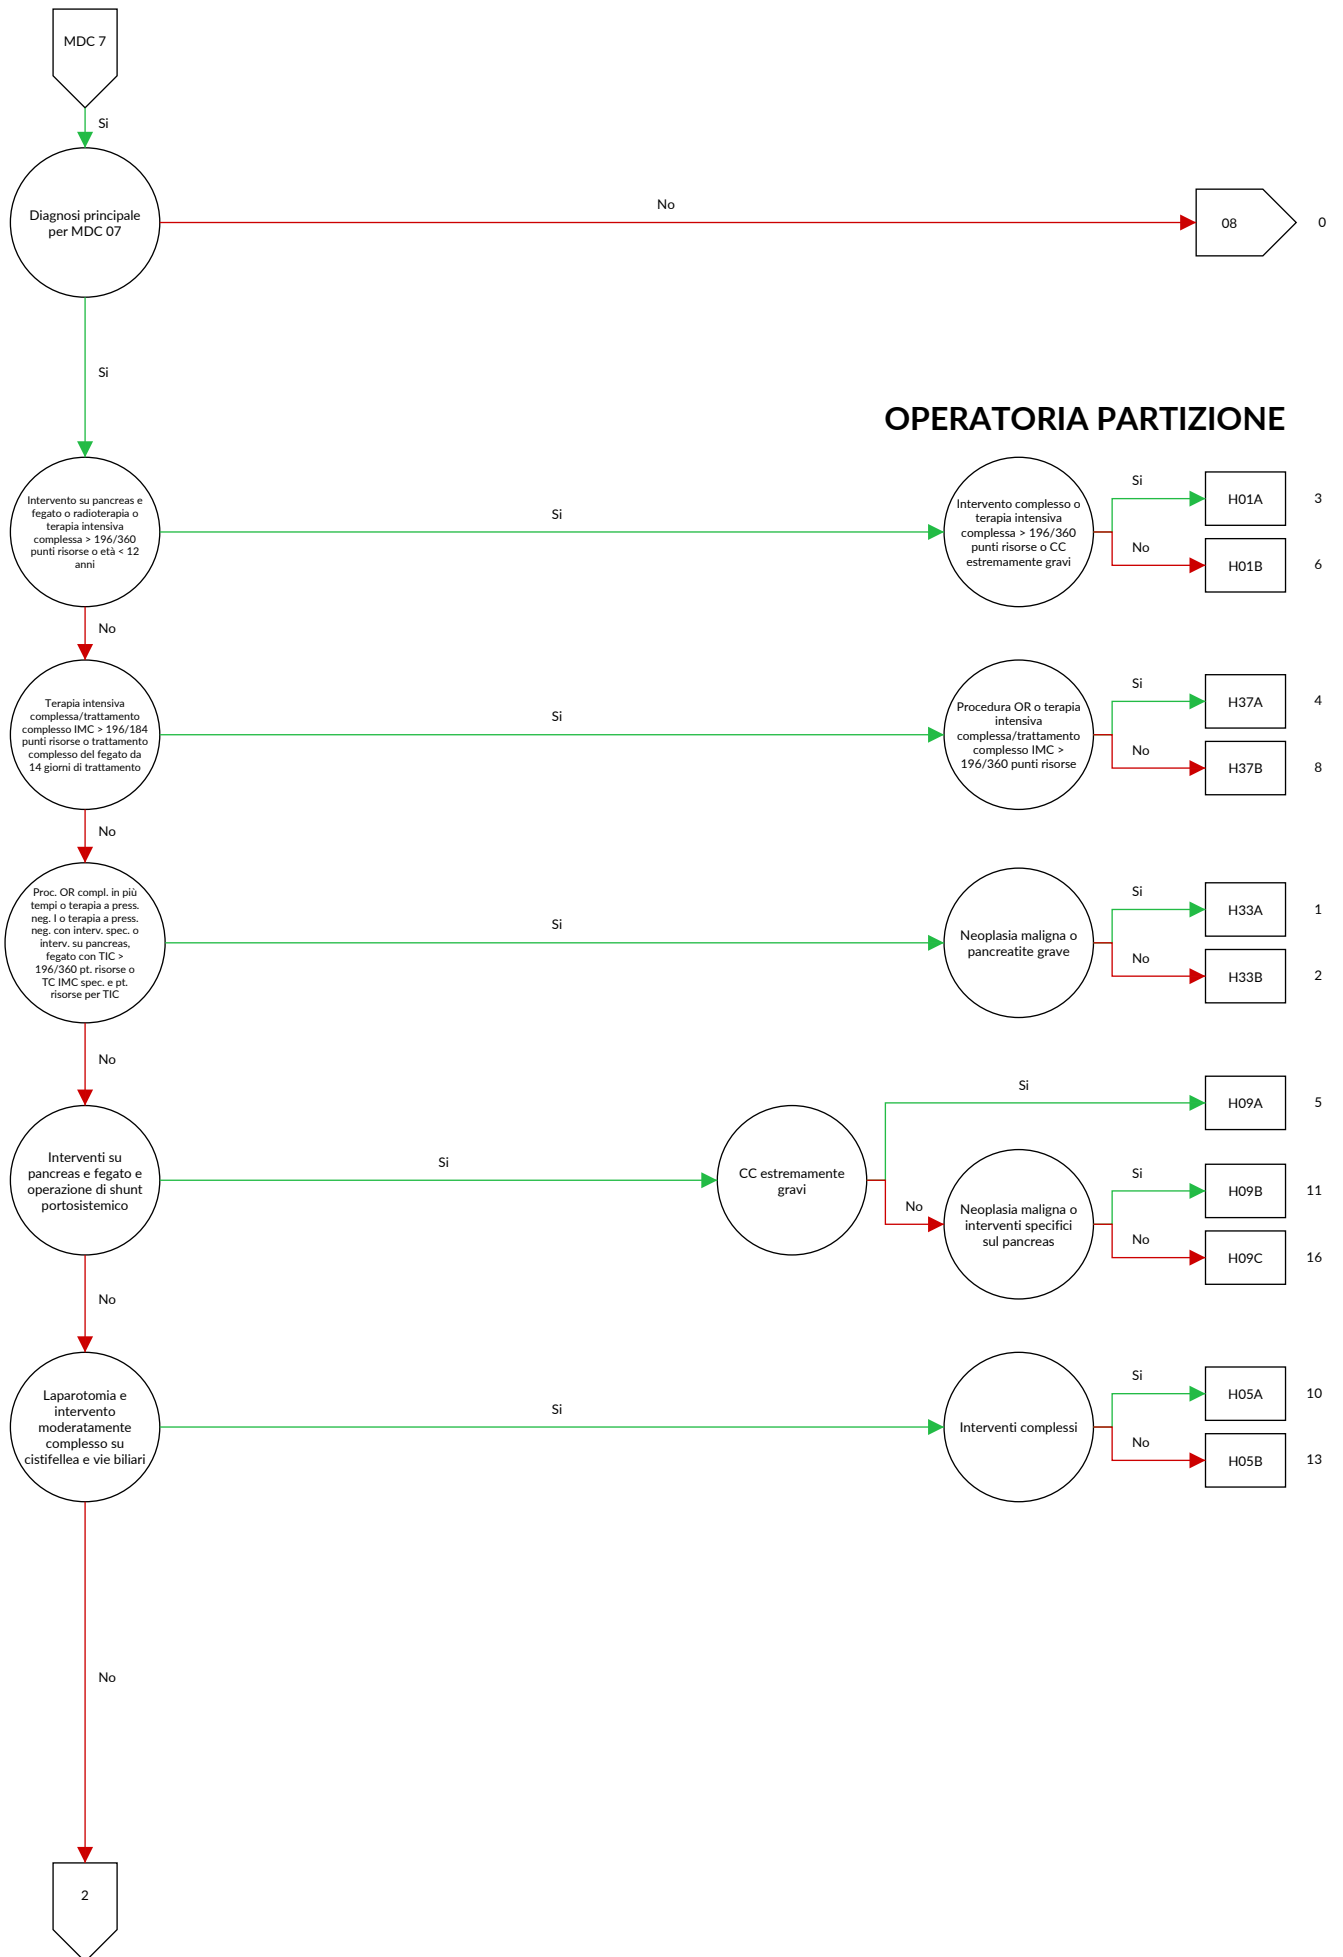 MDC 7
Si
Diagnosi principale
per MDC 07
No
08
0
Si
OPERATORIA PARTIZIONE
Intervento su pancreas e
fegato o radioterapia o
terapia intensiva
complessa > 196/360
punti risorse o età < 12
anni
Si
Intervento complesso o
terapia intensiva
complessa > 196/360
punti risorse o CC
estremamente gravi
Si
H01A
3
No
H01B
6
No
Terapia intensiva
complessa/trattamento
complesso IMC > 196/184
punti risorse o trattamento
complesso del fegato da
14 giorni di trattamento
Si
Procedura OR o terapia
intensiva
complessa/trattamento
complesso IMC >
196/360 punti risorse
Si
H37A
4
No
H37B
8
No
Proc. OR compl. in più
tempi o terapia a press.
neg. I o terapia a press.
neg. con interv. spec. o
interv. su pancreas,
fegato con TIC >
196/360 pt. risorse o
TC IMC spec. e pt.
risorse per TIC
Si
Neoplasia maligna o
pancreatite grave
Si
H33A
1
No
H33B
2
No
Interventi su
pancreas e fegato e
operazione di shunt
portosistemico
Si
CC estremamente
gravi
Si
H09A
5
No
Neoplasia maligna o
interventi specifici
sul pancreas
Si
H09B
11
No
H09C
16
No
Laparotomia e
intervento
moderatamente
complesso su
cistifellea e vie biliari
Si
Interventi complessi
Si
H05A
10
No
H05B
13
No
2